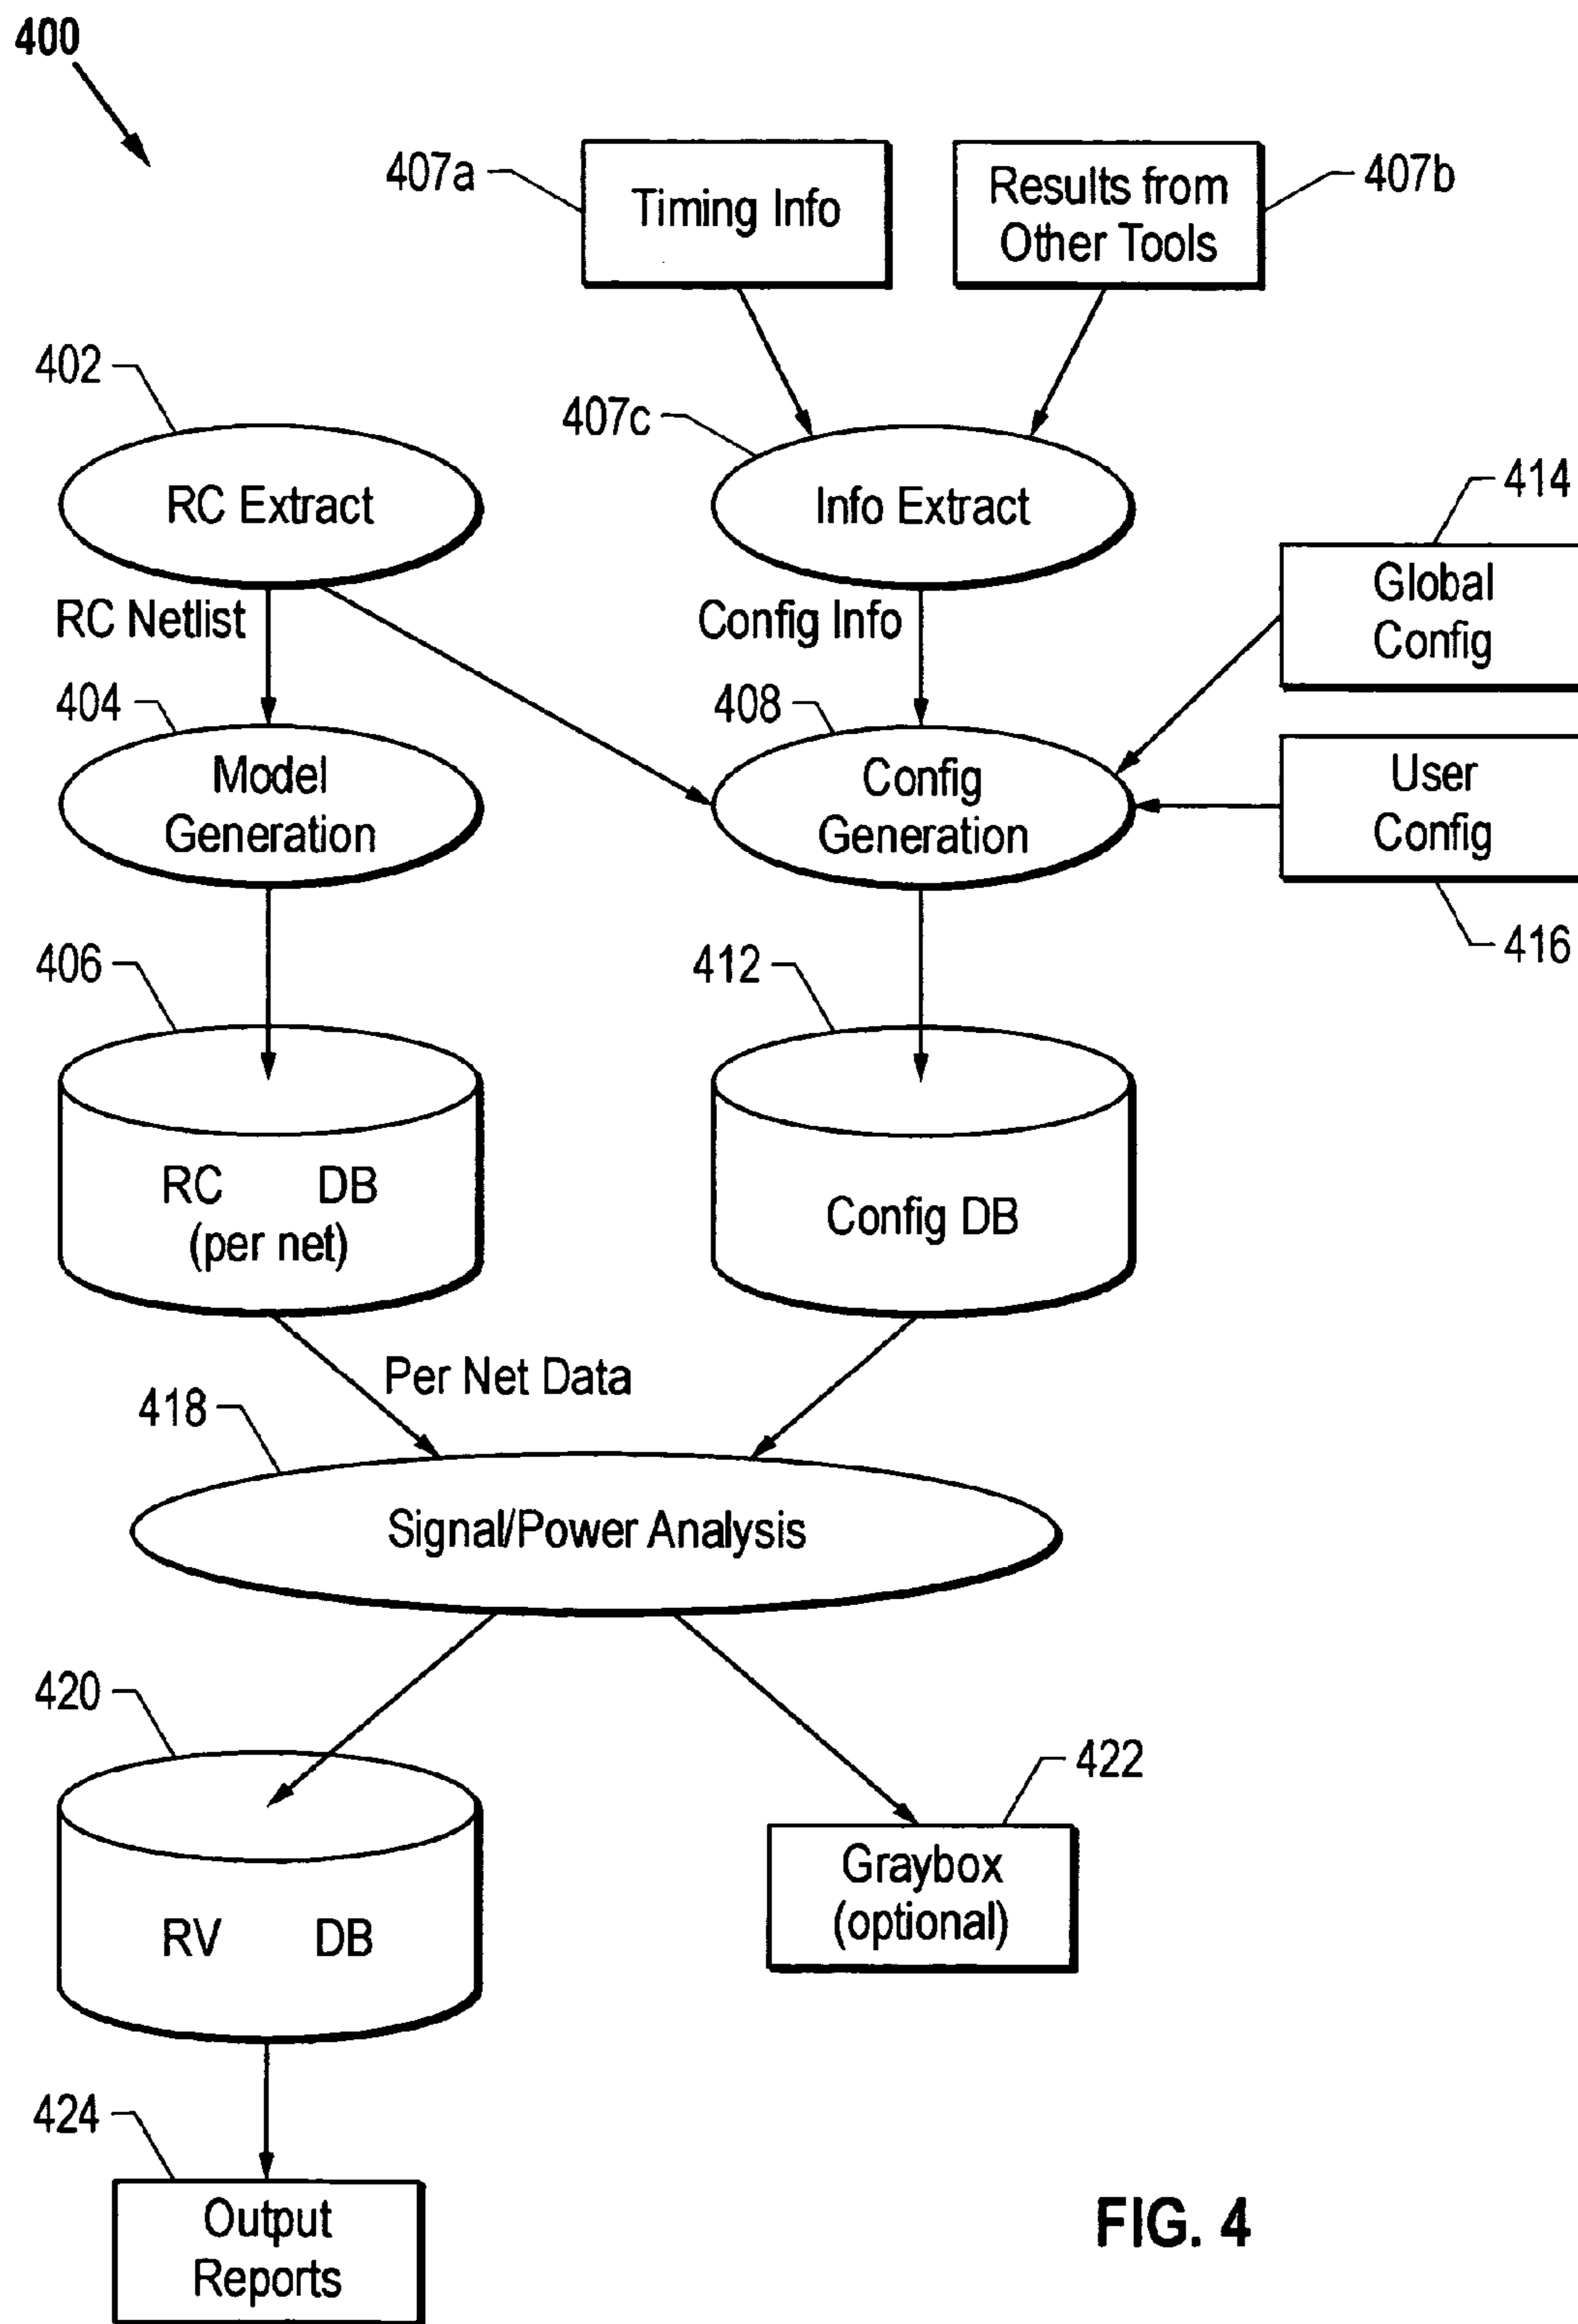 400
407a
Timing Info
Results from
Other Tools
407b
402
RC Extract
407c
Info Extract
414
Global
Config
RC Netlist
Config Info
404
Model
Generation
408
Config
Generation
User
Config
416
406
RC DB
(per net)
412
Config DB
Per Net Data
418
Signal/Power Analysis
420
RV DB
422
Graybox
(optional)
424
Output
Reports
FIG. 4